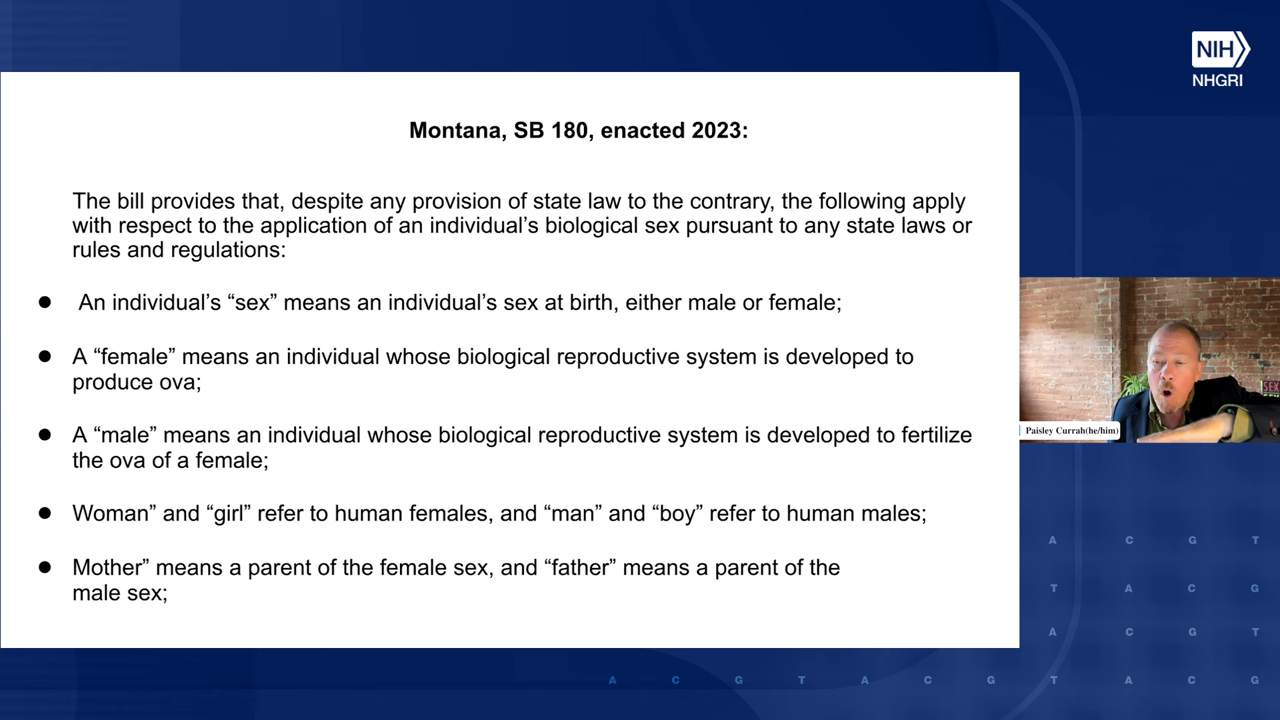 NIH
NHGRI
Montana, SB 180, enacted 2023:
The bill provides that, despite any provision of state law to the contrary, the following apply
with respect to the application of an individual’s biological sex pursuant to any state laws or
rules and regulations:
● An individual’s “sex” means an individual’s sex at birth, either male or female;
● A “female” means an individual whose biological reproductive system is developed to
produce ova;
● A “male” means an individual whose biological reproductive system is developed to fertilize
the ova of a female;
● Woman” and “girl” refer to human females, and “man” and “boy” refer to human males;
● Mother” means a parent of the female sex, and “father” means a parent of the
male sex;
SEX
Paisley Currah(he/him)
A C G T
T A C G
A C G T
A C G T A C G T A C G